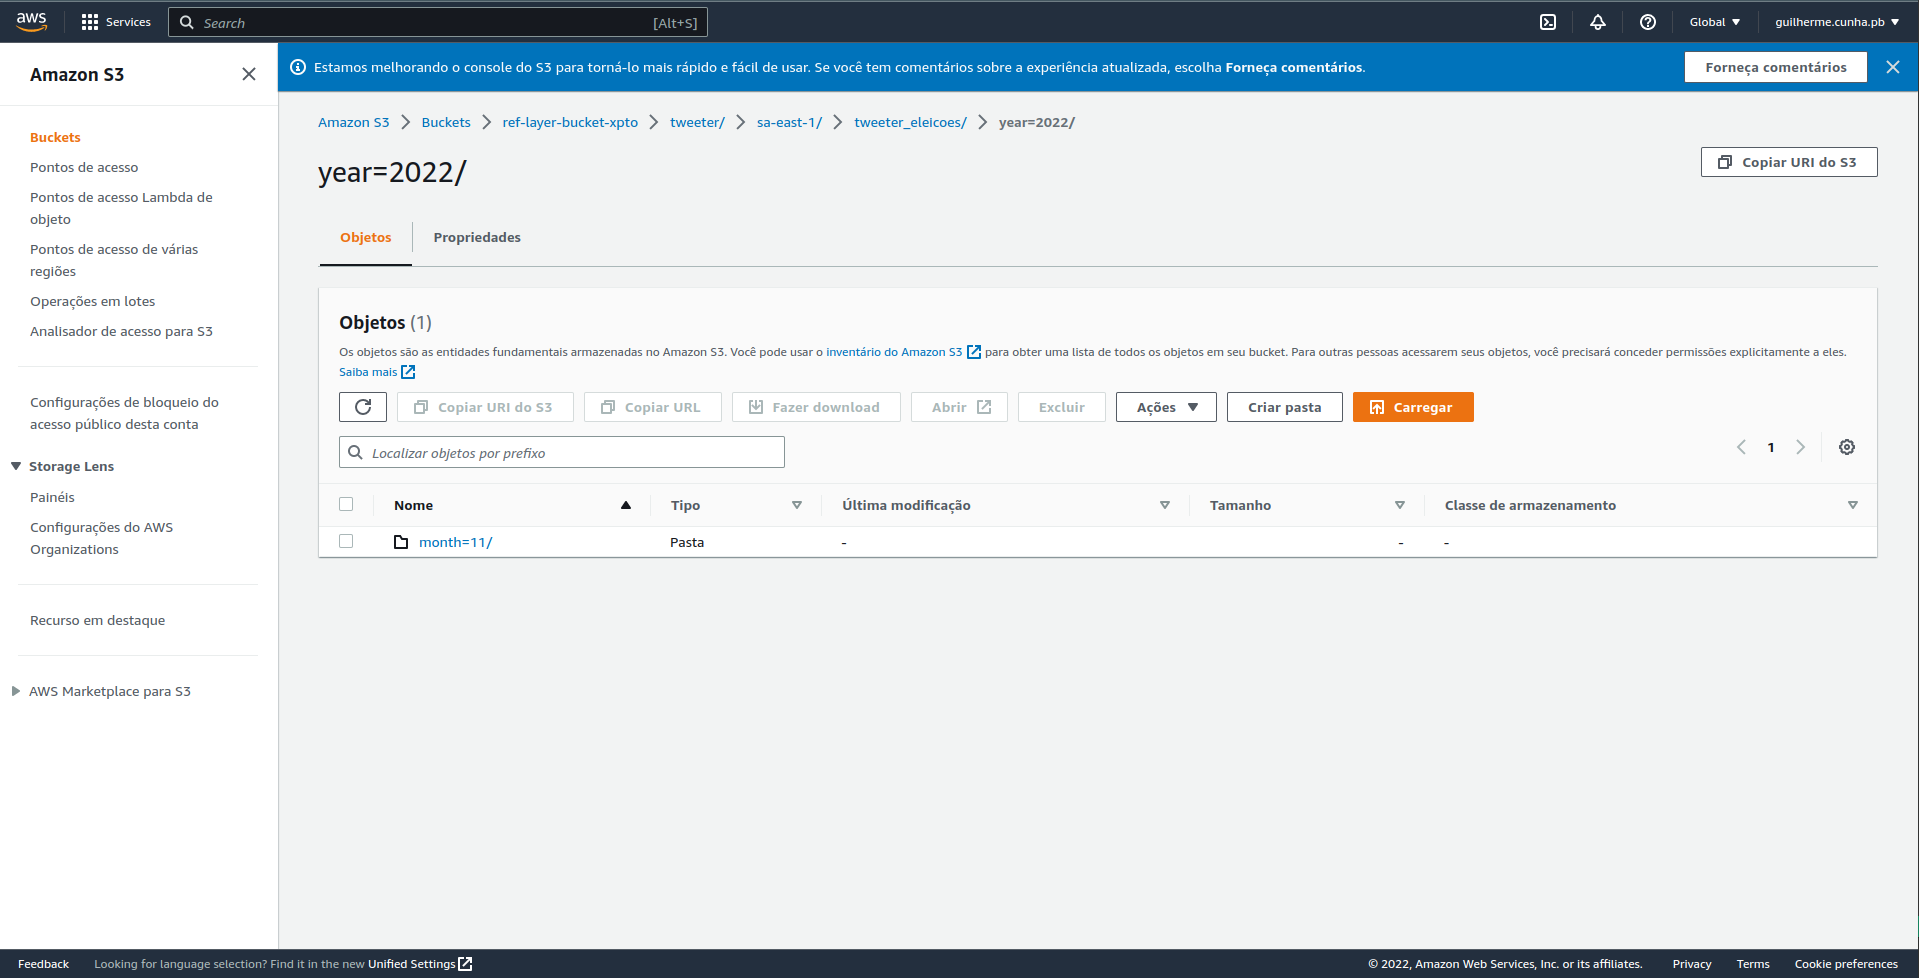 aws Services Search [Alt+S] Global guilherme.cunha.pb
Amazon S3
Estamos melhorando o console do S3 para torná-lo mais rápido e fácil de usar. Se você tem comentários sobre a experiência atualizada, escolha Forneça comentários. Forneça comentários
Buckets
Pontos de acesso
Pontos de acesso Lambda de
objeto
Pontos de acesso de várias
regiões
Operações em lotes
Analisador de acesso para S3
Configurações de bloqueio do
acesso público desta conta
Storage Lens
Painéis
Configurações do AWS
Organizations
Recurso em destaque
AWS Marketplace para S3
Amazon S3 Buckets ref-layer-bucket-xpto tweeter/ sa-east-1/ tweeter_eleicoes/ year=2022/
year=2022/
Copiar URI do S3
Objetos Propriedades
Objetos (1)
Os objetos são as entidades fundamentais armazenadas no Amazon S3. Você pode usar o inventário do Amazon S3 para obter uma lista de todos os objetos em seu bucket. Para outras pessoas acessarem seus objetos, você precisará conceder permissões explicitamente a eles.
Saiba mais
Copiar URI do S3 Copiar URL Fazer download Abrir Excluir Ações Criar pasta Carregar
Localizar objetos por prefixo
1
Nome Tipo Última modificação Tamanho Classe de armazenamento
month=11/ Pasta - - -
Feedback Looking for language selection? Find it in the new Unified Settings © 2022, Amazon Web Services, Inc. or its affiliates. Privacy Terms Cookie preferences